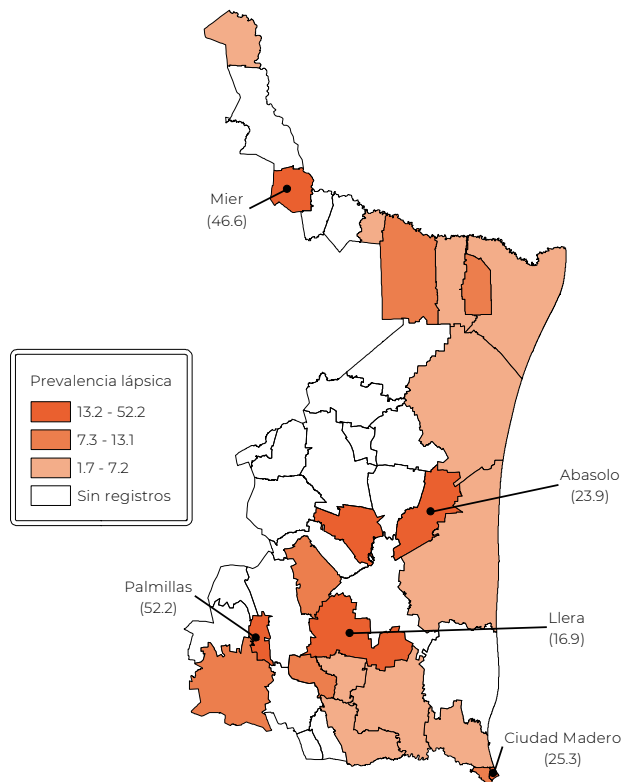 Mier
(46.6)
Prevalencia lápsica
13.2 - 52.2
7.3 - 13.1
1.7 - 7.2
Sin registros
Abasolo
(23.9)
Palmillas
(52.2)
Llera
(16.9)
Ciudad Madero
(25.3)